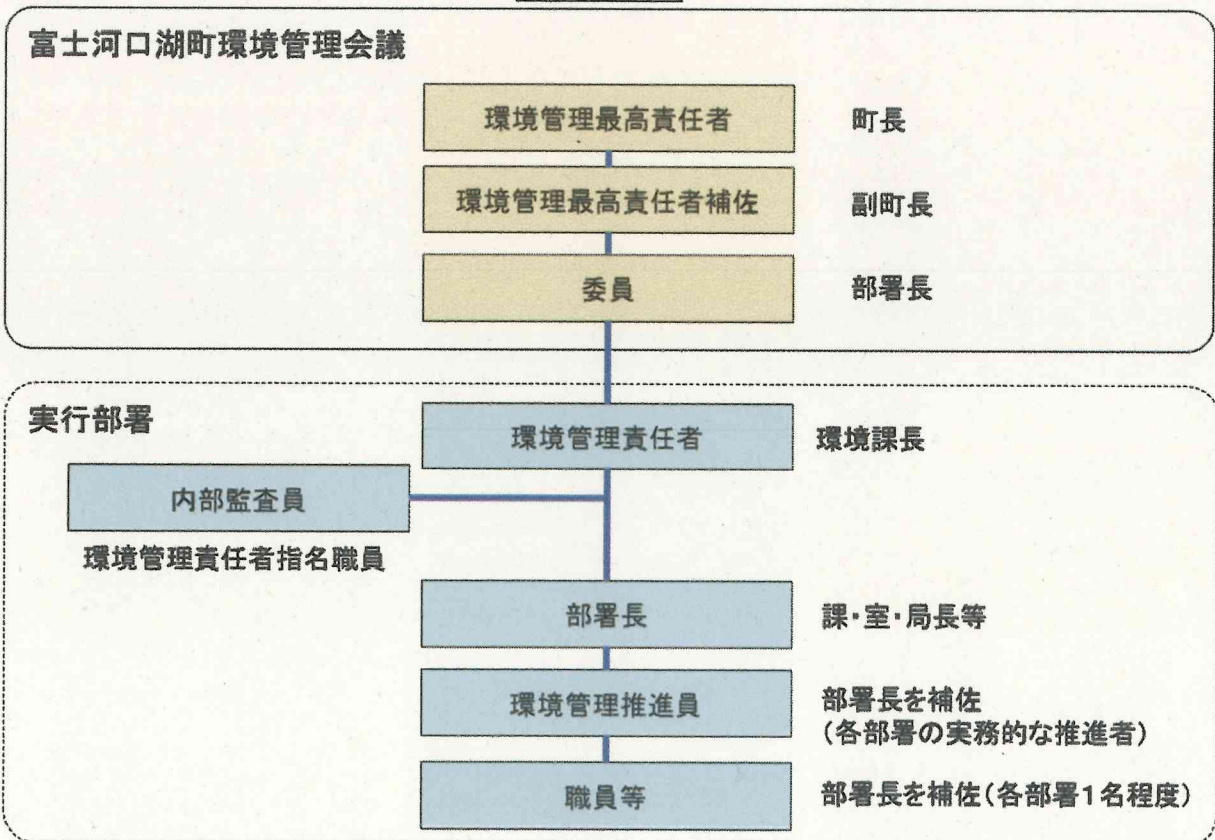 富士河口湖町環境管理会議
環境管理最高責任者 町長
環境管理最高責任者補佐 副町長
委員 部署長
実行部署
環境管理責任者 環境課長
内部監査員
環境管理責任者指名職員
部署長 課・室・局長等
環境管理推進員 部署長を補佐
(各部署の実務的な推進者)
職員等 部署長を補佐(各部署1名程度)